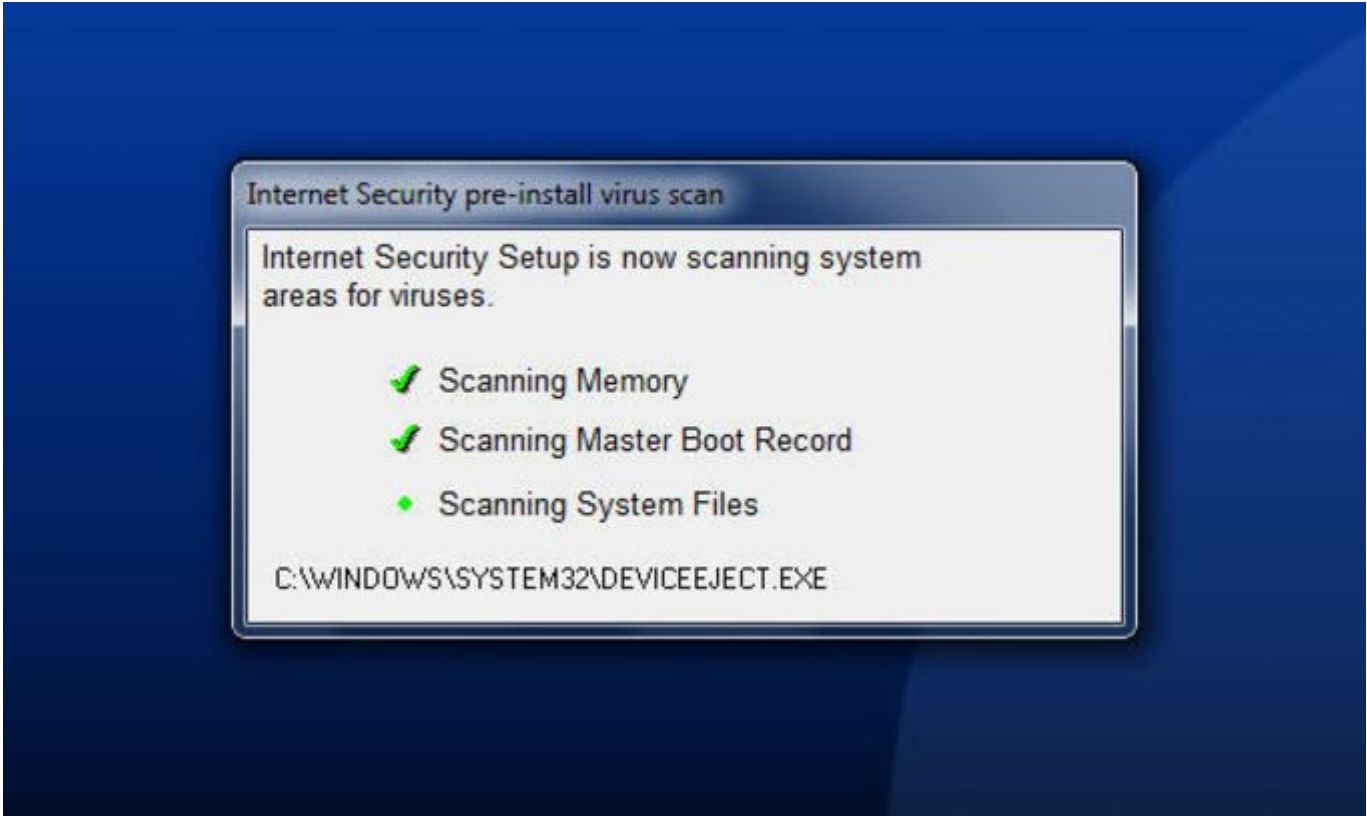 Internet Security pre-install virus scan
Internet Security Setup is now scanning system
areas for viruses.
Scanning Memory
Scanning Master Boot Record
Scanning System Files
C:\WINDOWS\SYSTEM32\DEVICEEJECT.EXE